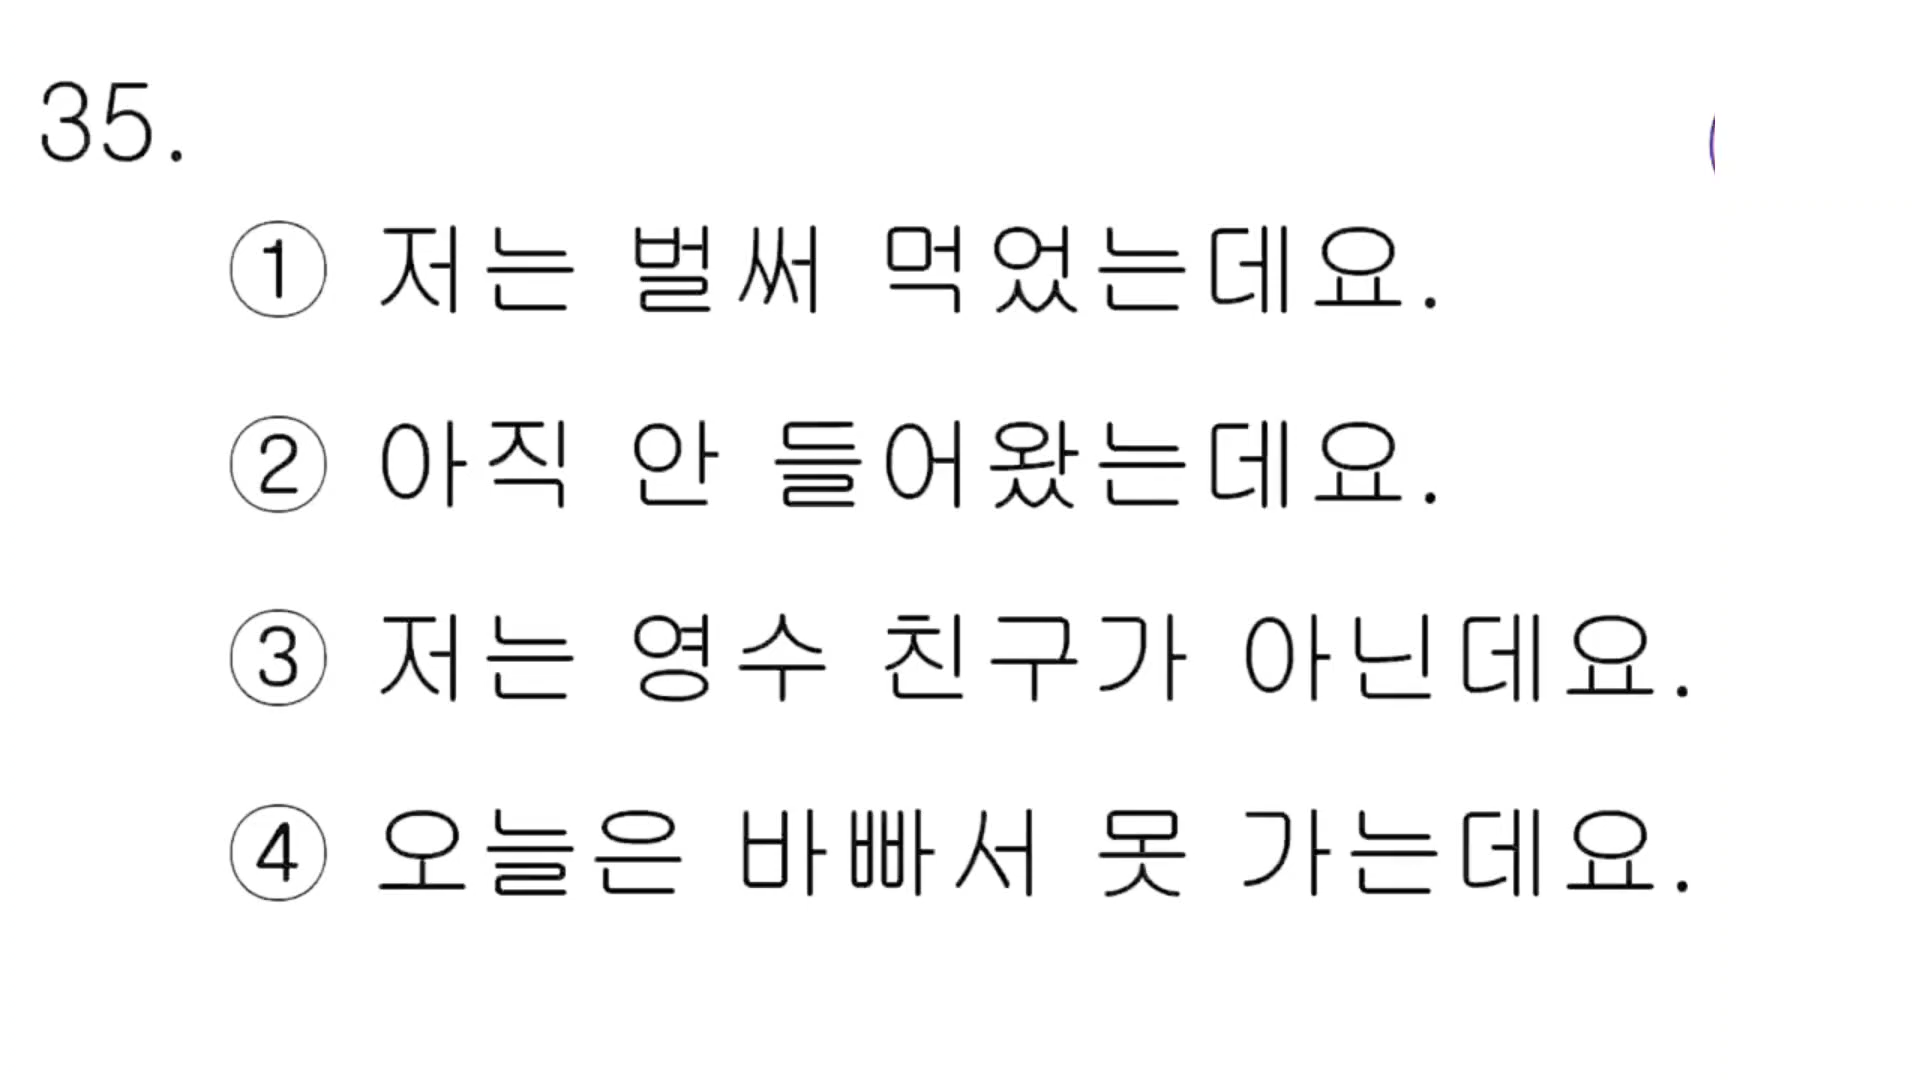 35.
① 저는 벌써 먹었는데요.
② 아직 안 들어왔는데요.
③ 저는 영수 친구가 아닌데요.
④ 오늘은 바빠서 못 가는데요.